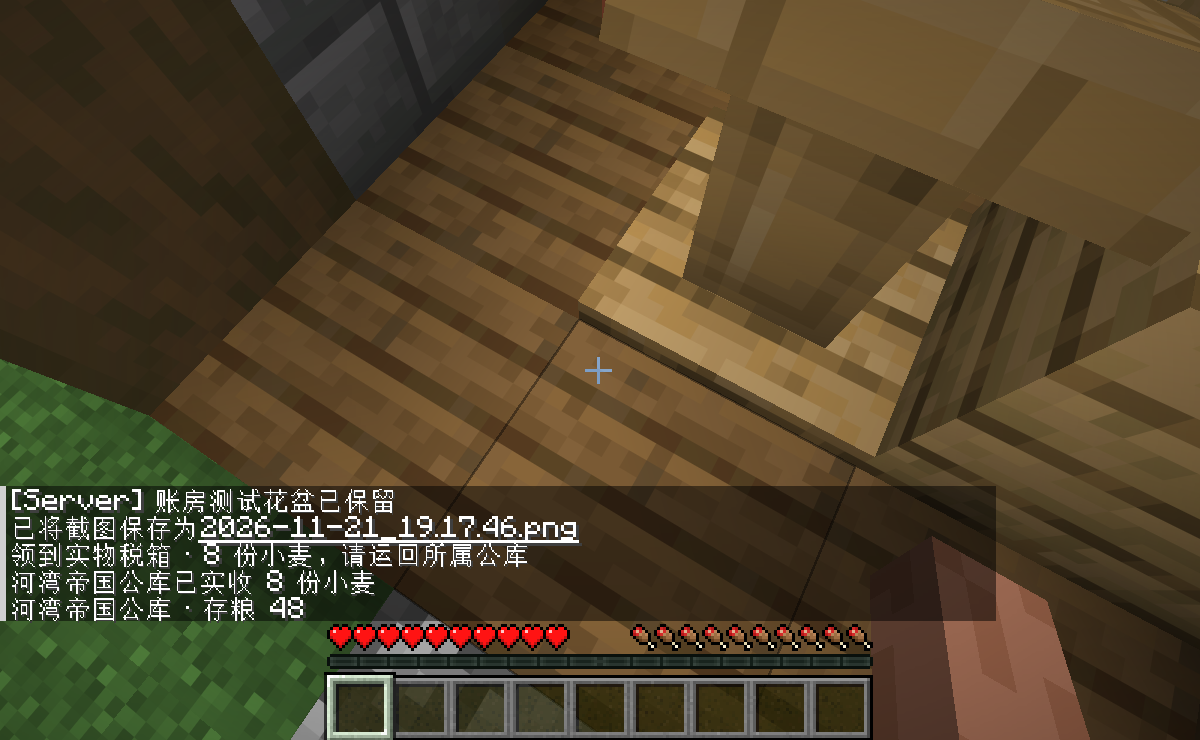 [Server] 账房测试花盆已保留
已将截图保存为2026-11-21_19.17.46.png
领到实物税箱 · 8 份小麦，请运回所属公库
河湾帝国公库已实收 8 份小麦
河湾帝国公库 · 存粮 48